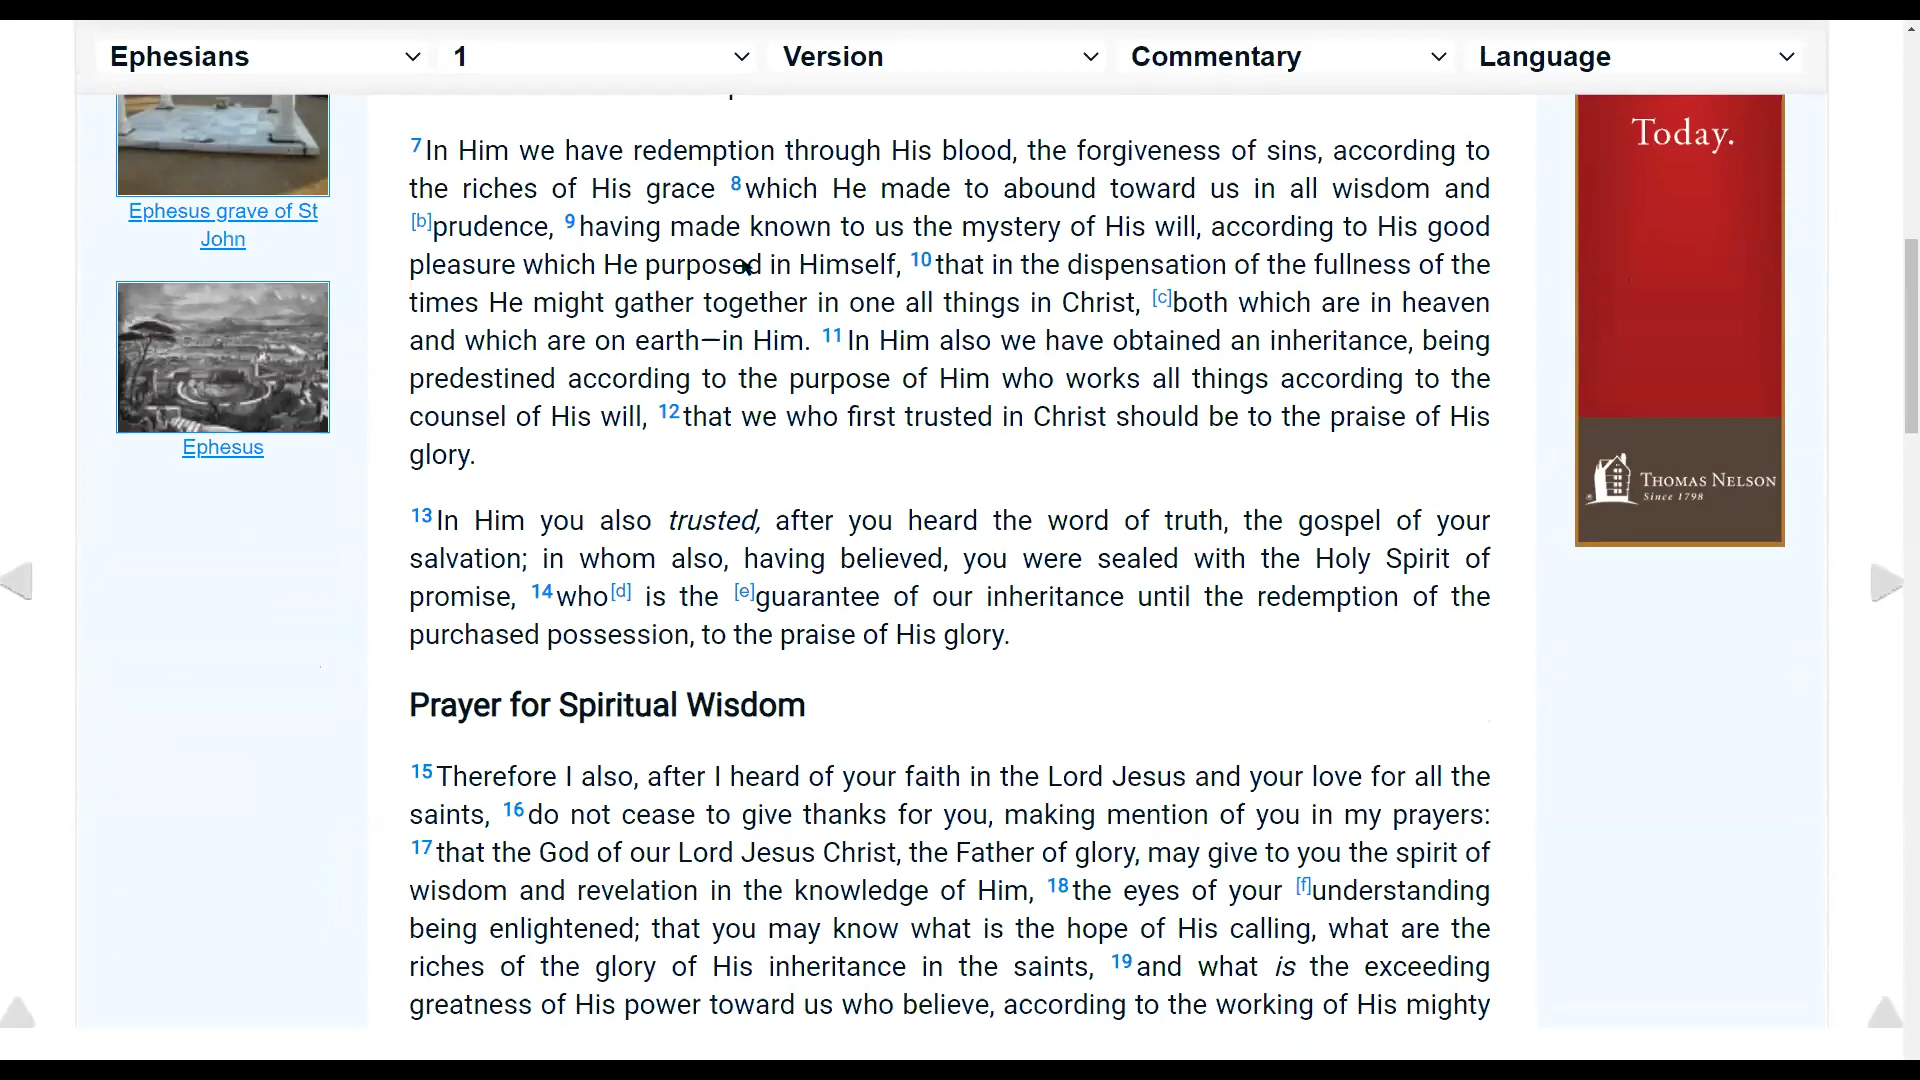 Ephesians 1 Version Commentary Language
Ephesus grave of St
John
Ephesus
7In Him we have redemption through His blood, the forgiveness of sins, according to
the riches of His grace 8which He made to abound toward us in all wisdom and
[b]prudence, 9having made known to us the mystery of His will, according to His good
pleasure which He purposed in Himself, 10that in the dispensation of the fullness of the
times He might gather together in one all things in Christ, [c]both which are in heaven
and which are on earth—in Him. 11In Him also we have obtained an inheritance, being
predestined according to the purpose of Him who works all things according to the
counsel of His will, 12that we who first trusted in Christ should be to the praise of His
glory.
13In Him you also trusted, after you heard the word of truth, the gospel of your
salvation; in whom also, having believed, you were sealed with the Holy Spirit of
promise, 14who[d] is the [e]guarantee of our inheritance until the redemption of the
purchased possession, to the praise of His glory.
Prayer for Spiritual Wisdom
15Therefore I also, after I heard of your faith in the Lord Jesus and your love for all the
saints, 16do not cease to give thanks for you, making mention of you in my prayers:
17that the God of our Lord Jesus Christ, the Father of glory, may give to you the spirit of
wisdom and revelation in the knowledge of Him, 18the eyes of your [f]understanding
being enlightened; that you may know what is the hope of His calling, what are the
riches of the glory of His inheritance in the saints, 19and what is the exceeding
greatness of His power toward us who believe, according to the working of His mighty
Today.
THOMAS NELSON
Since 1798